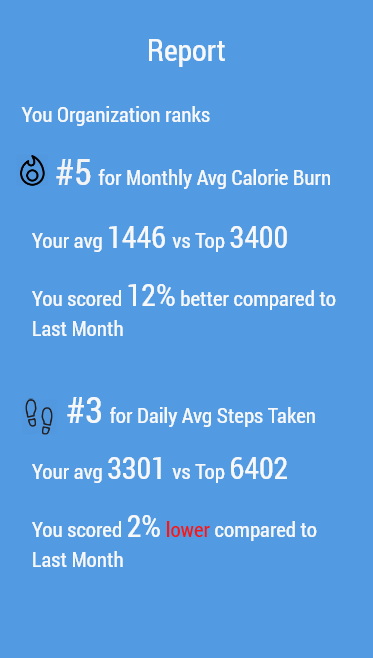 Report
You Organization ranks
#5 for Monthly Avg Calorie Burn
Your avg 1446 vs Top 3400
You scored 12% better compared to
Last Month
#3 for Daily Avg Steps Taken
Your avg 3301 vs Top 6402
You scored 2% lower compared to
Last Month